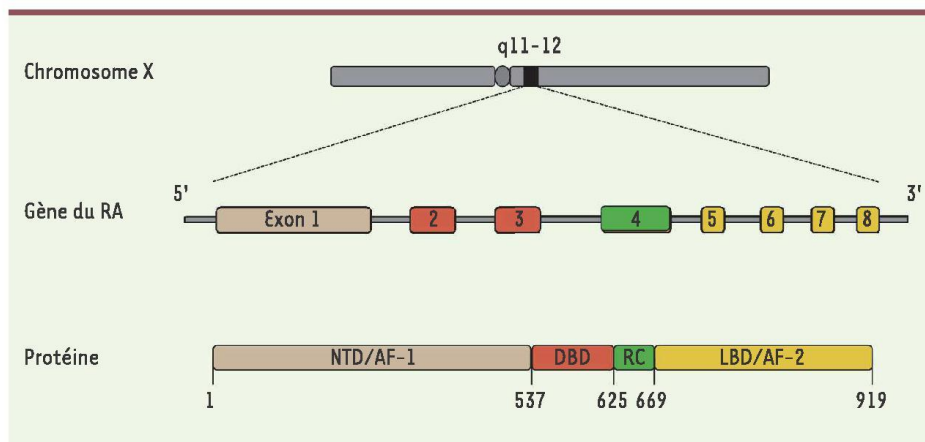 q11-12
Chromosome X
5' 3'
Gène du RA
Exon 1 2 3 4 5 6 7 8
Protéine
NTD/AF-1 DBD RC LBD/AF-2
1 537 625 669 919